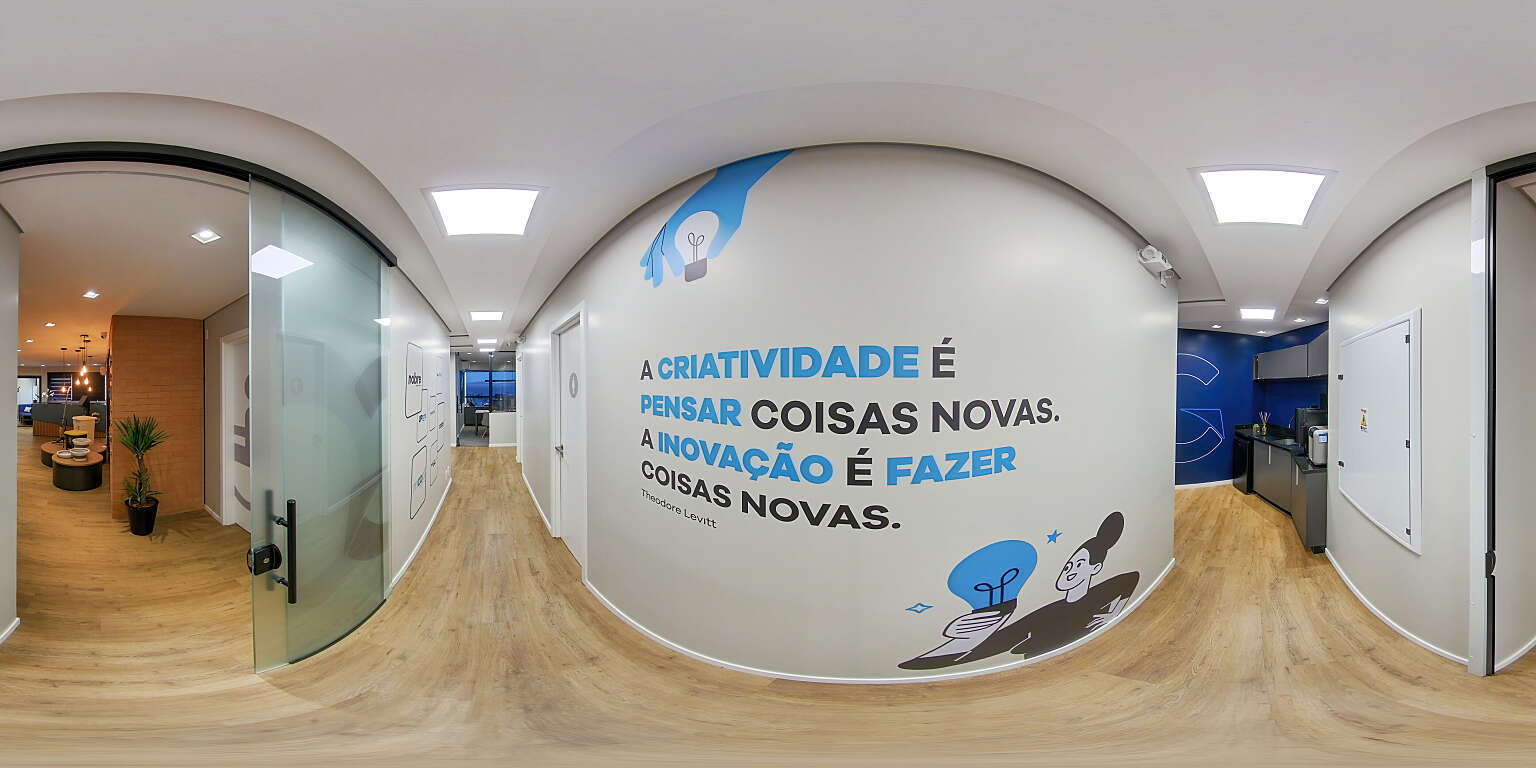 A CRIATIVIDADE É
PENSAR COISAS NOVAS.
A INOVAÇÃO É FAZER
COISAS NOVAS.
Theodore Levitt